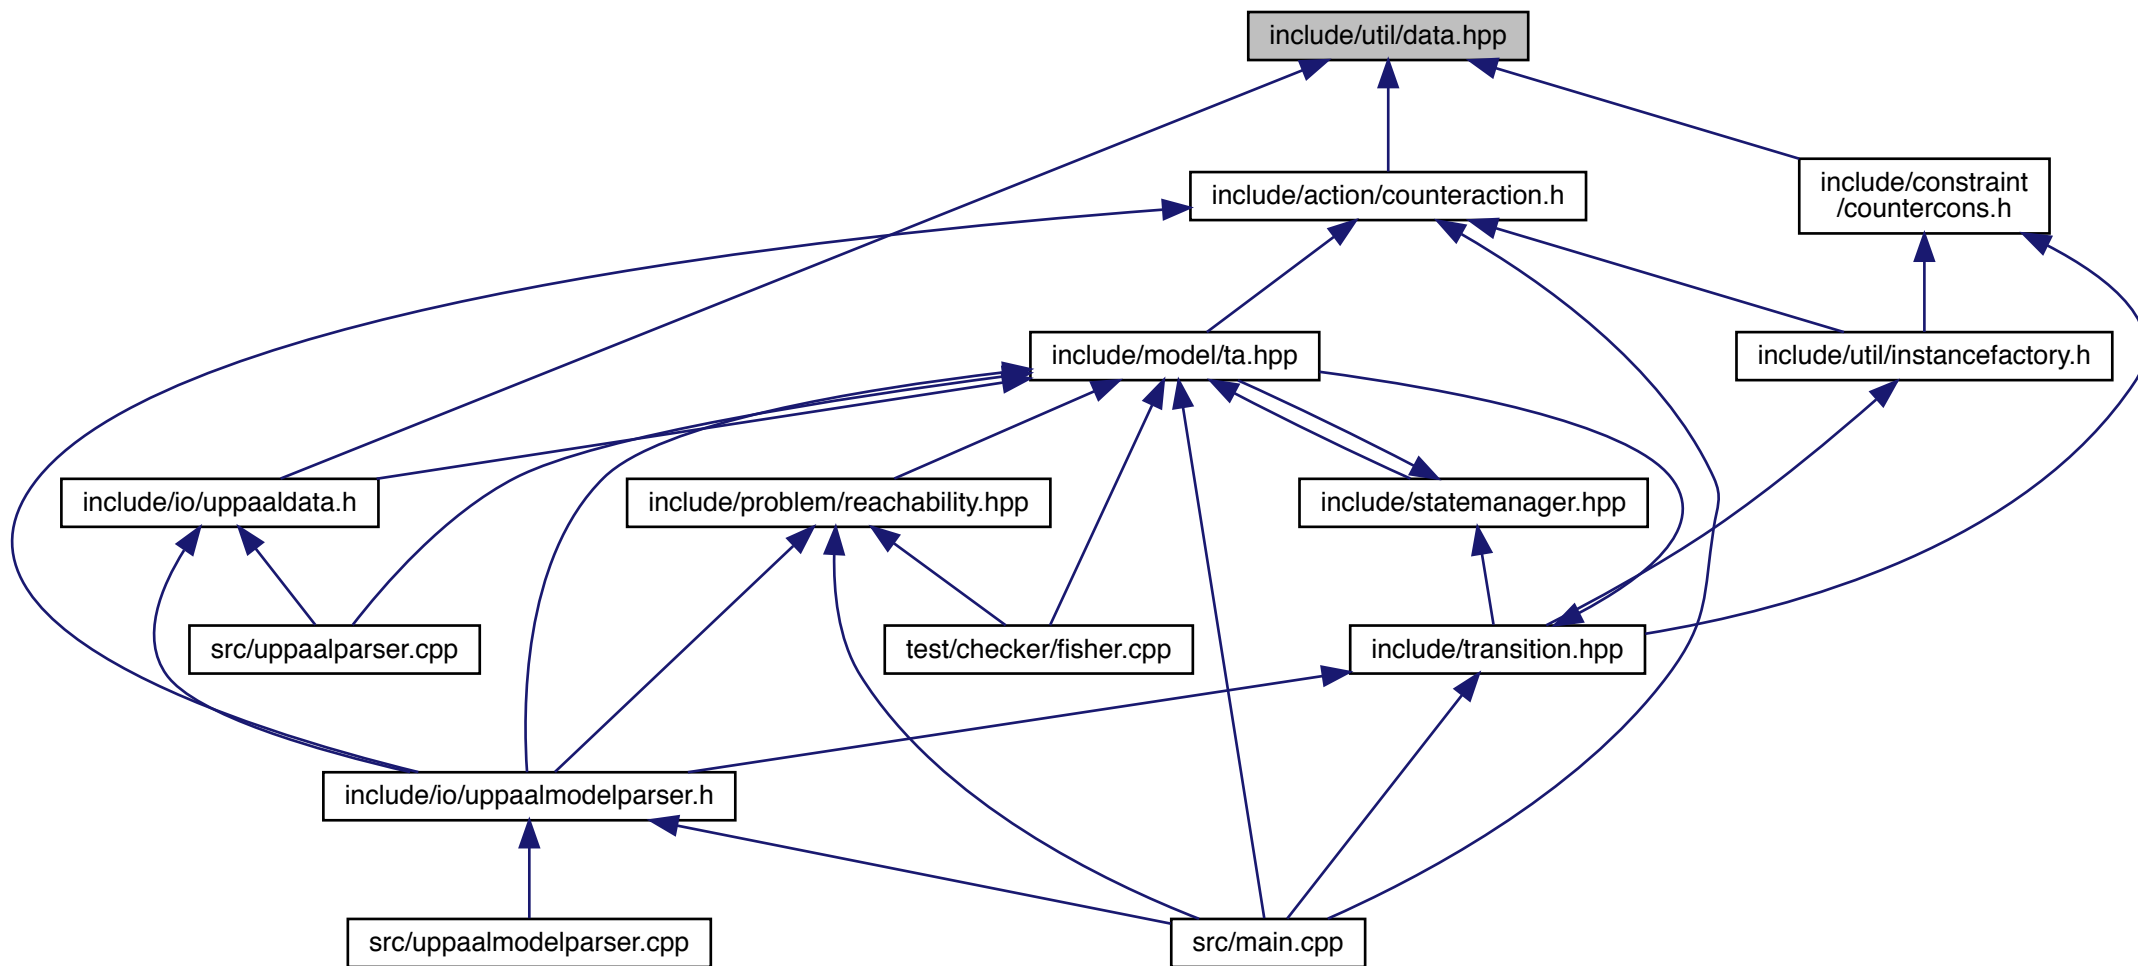 include/util/data.hpp
include/action/counteraction.h
include/constraint
/countercons.h
include/model/ta.hpp
include/util/instancefactory.h
include/io/uppaaldata.h
include/problem/reachability.hpp
include/statemanager.hpp
src/uppaalparser.cpp
test/checker/fisher.cpp
include/transition.hpp
include/io/uppaalmodelparser.h
src/uppaalmodelparser.cpp
src/main.cpp